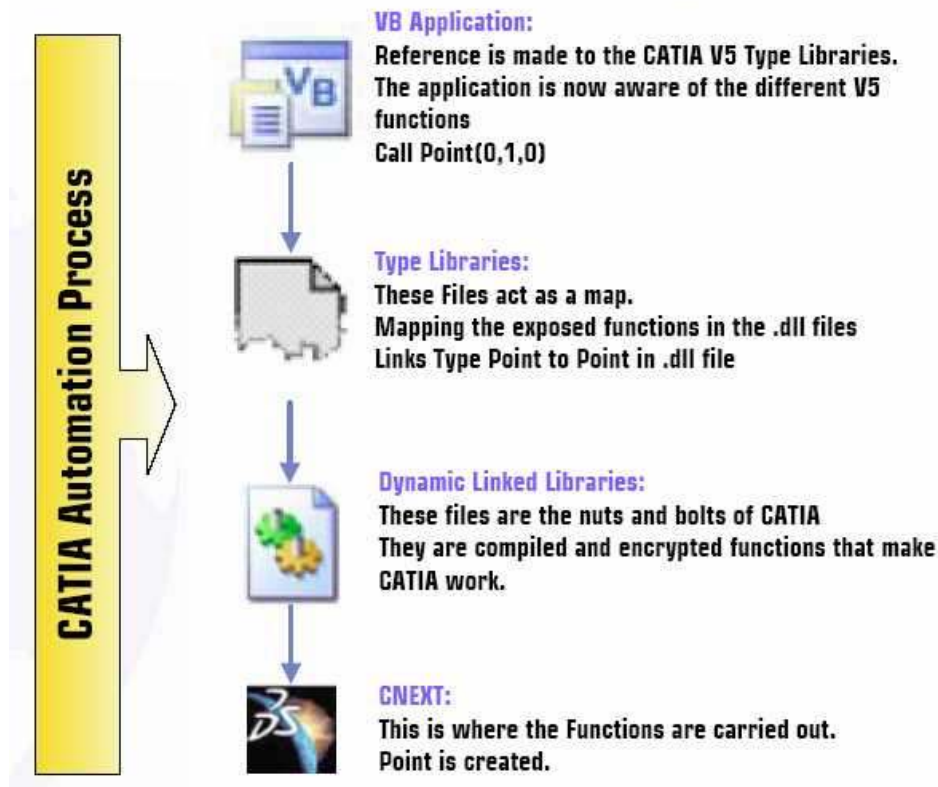 CATIA Automation Process
VB Application:
Reference is made to the CATIA V5 Type Libraries.
The application is now aware of the different V5
functions
Call Point(0,1,0)
VB
Type Libraries:
These Files act as a map.
Mapping the exposed functions in the .dll files
Links Type Point to Point in .dll file
Dynamic Linked Libraries:
These files are the nuts and bolts of CATIA
They are compiled and encrypted functions that make
CATIA work.
CNEXT:
This is where the Functions are carried out.
Point is created.
DS